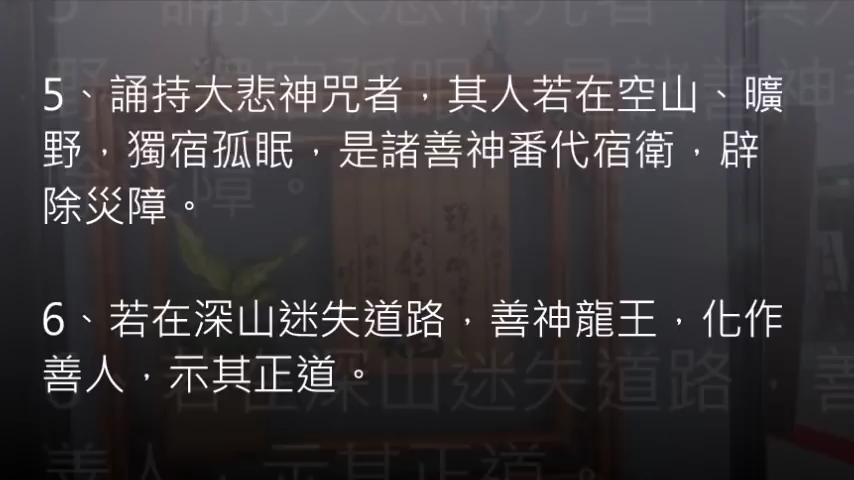 5、誦持大悲神咒者，其人若在空山、曠
野，獨宿孤眠，是諸善神番代宿衛，辟
除災障。
6、若在深山迷失道路，善神龍王，化作
善人，示其正道。